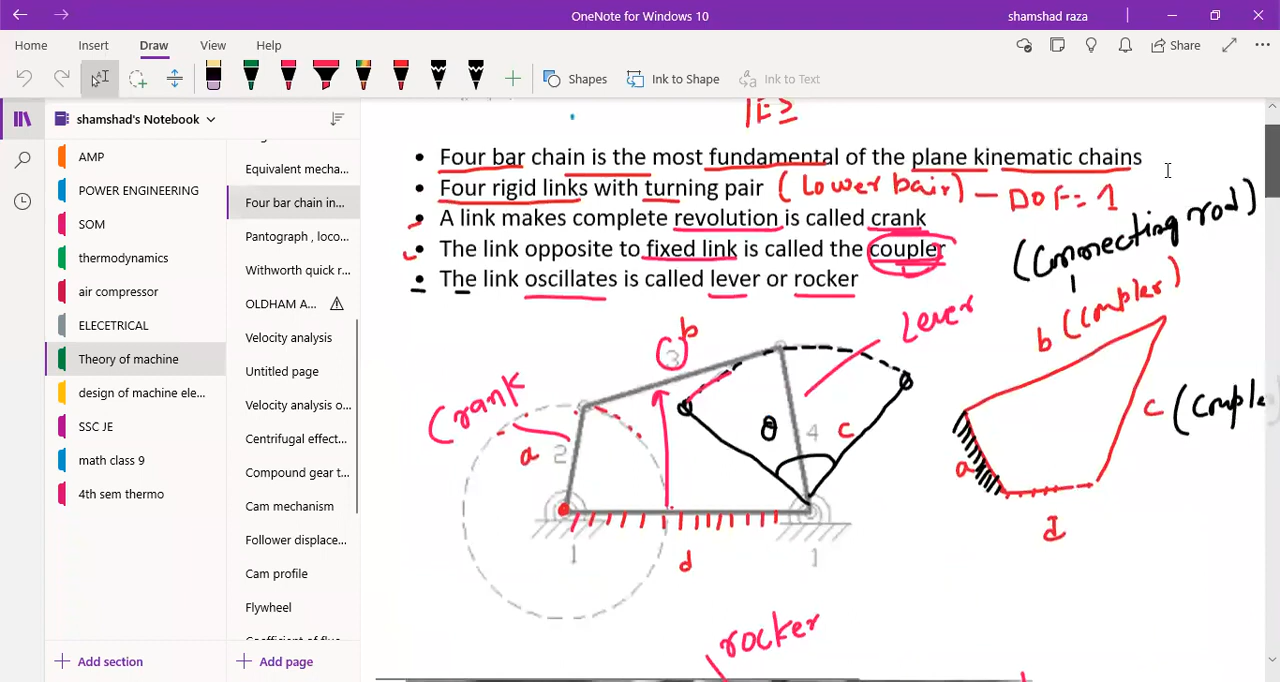 OneNote for Windows 10
shamshad raza
Home
Insert
Draw
View
Help
Share
Shapes
Ink to Shape
Ink to Text
shamshad's Notebook
AMP
POWER ENGINEERING
SOM
thermodynamics
air compressor
ELECETRICAL
Thory of machine
design of machine ele...
SSC JE
math class 9
4th sem thermo
Add section
Equivalent mecha...
Four bar chain in...
Pantograph , loco...
Withworth quick r...
OLDHAM A...
Velocity analysis
Untitled page
Velocity analysis o...
Centrifugal effect...
Compound gear t...
Cam mechanism
Follower displace...
Cam profile
Flywheel
Add page
• Four bar chain is the most fundamental of the plane kinematic chains
• Four rigid links with turning pair (Lower pair) – DOF=1
• A link makes complete revolution is called crank
• The link opposite to fixed link is called the coupler
• The link oscillates is called lever or rocker
(Connecting rod)
b (Coupler)
Lever
b
3
Crank
a
2
θ
4
c
1
d
1
c
(Couple
a
d
rocker